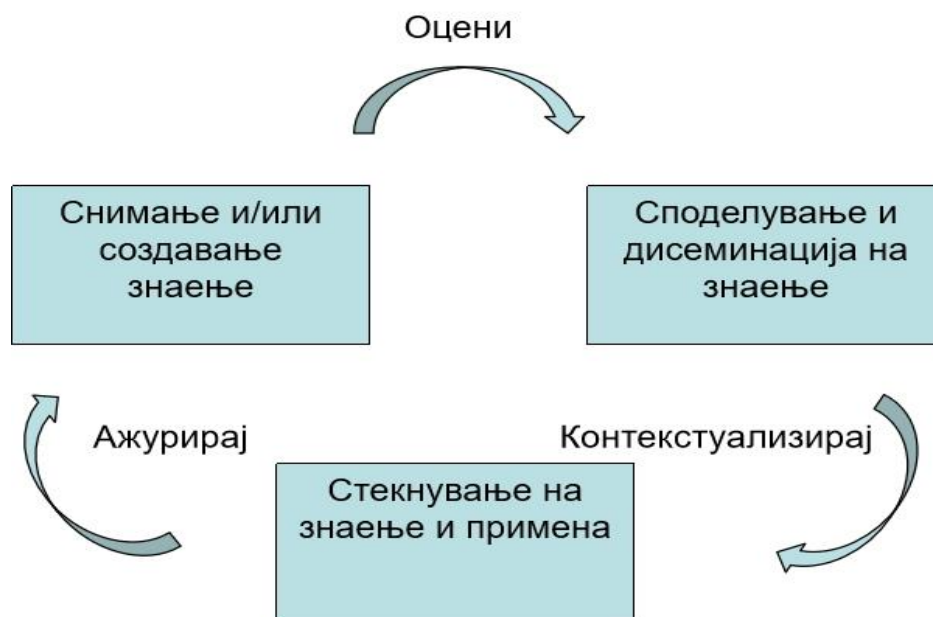 Оцени
Снимање и/или
создавање
знаење
Споделување и
дисеминација на
знаење
Ажурирај
Контекстуализирај
Стекнување на
знаење и примена